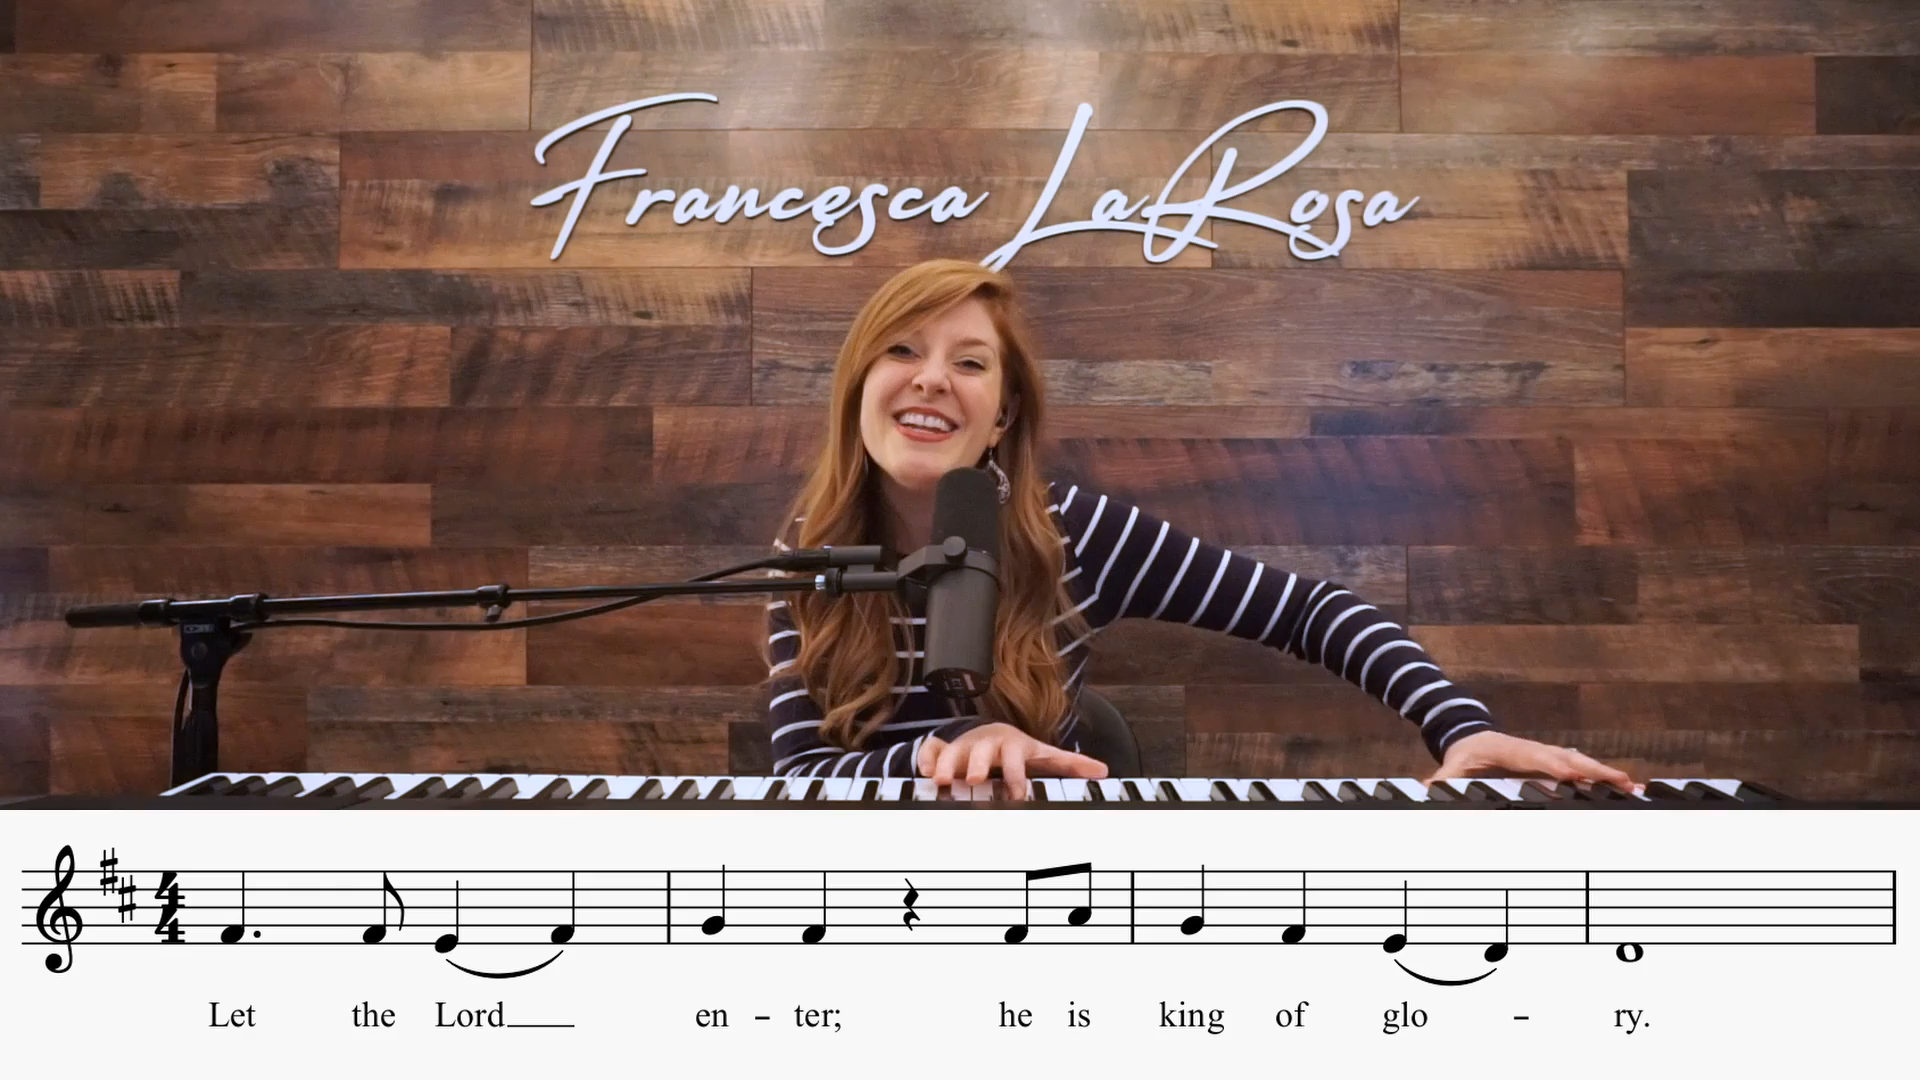 Francesca LaRosa
Let the Lord___ en - ter; he is king of glo - ry.